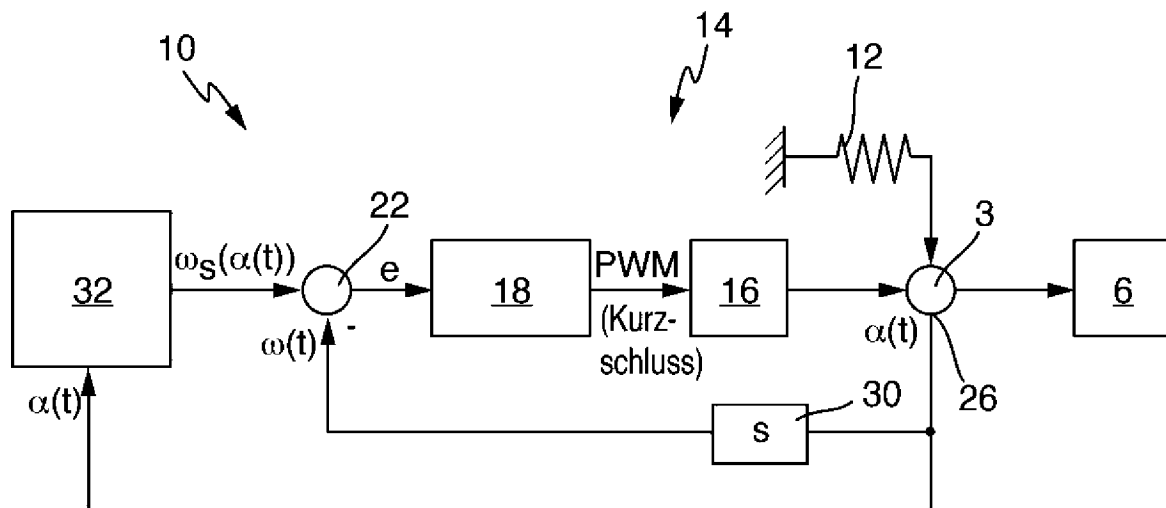 10
14
12
22
3
32
ωS(α(t))
e
18
PWM
(Kurz-
schluss)
16
α(t)
6
-
ω(t)
α(t)
30
s
26